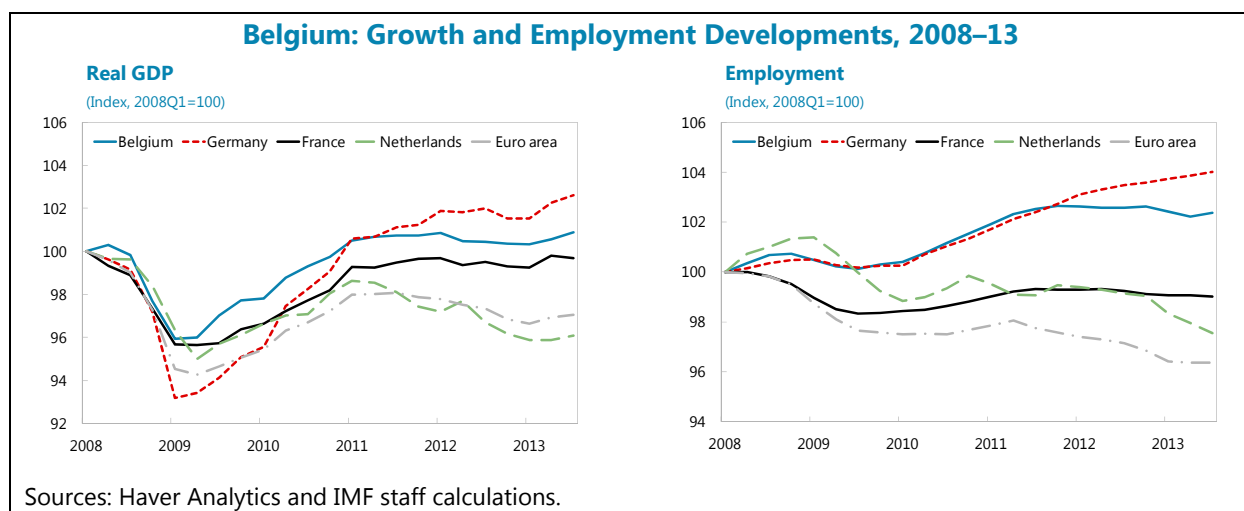 Belgium: Growth and Employment Developments, 2008–13
Real GDP
(Index, 2008Q1=100)
106
Belgium Germany France Netherlands Euro area
104
102
100
98
96
94
92
2008 2009 2010 2011 2012 2013
Employment
(Index, 2008Q1=100)
106
Belgium Germany France Netherlands Euro area
104
102
100
98
96
94
2008 2009 2010 2011 2012 2013
Sources: Haver Analytics and IMF staff calculations.